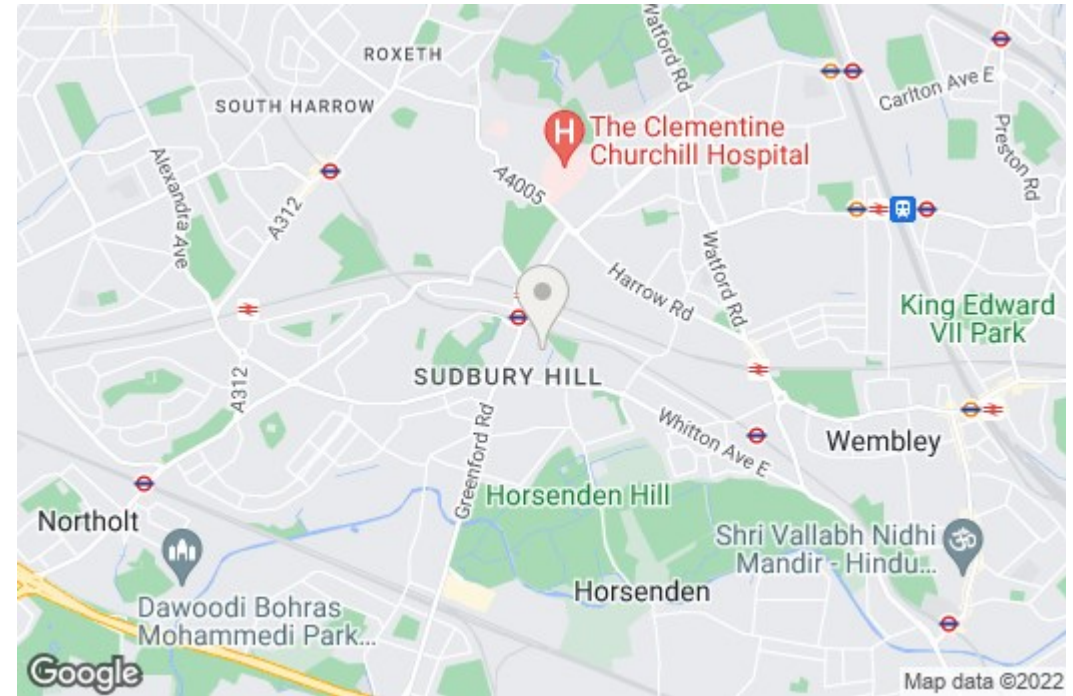 ROXETH
Watford Rd
SOUTH HARROW
Carlton Ave E
H
The Clementine
Churchill Hospital
Preston Rd
Alexandra Ave
A312
A4005
Watford Rd
Harrow Rd
King Edward
VII Park
SUDBURY HILL
A312
Greenford Rd
Whitton Ave E
Wembley
Horsenden Hill
Northolt
Shri Vallabh Nidhi
Mandir - Hindu...
ॐ
Horsenden
Dawoodi Bohras
Mohammedi Park...
Google
Map data ©2022